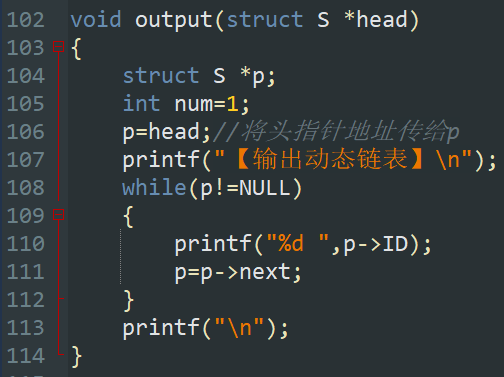 102 void output(struct S *head)
103 {
104     struct S *p;
105     int num=1;
106     p=head;//将头指针地址传给p
107     printf("【输出动态链表】\n");
108     while(p!=NULL)
109     {
110         printf("%d ",p->ID);
111         p=p->next;
112     }
113     printf("\n");
114 }